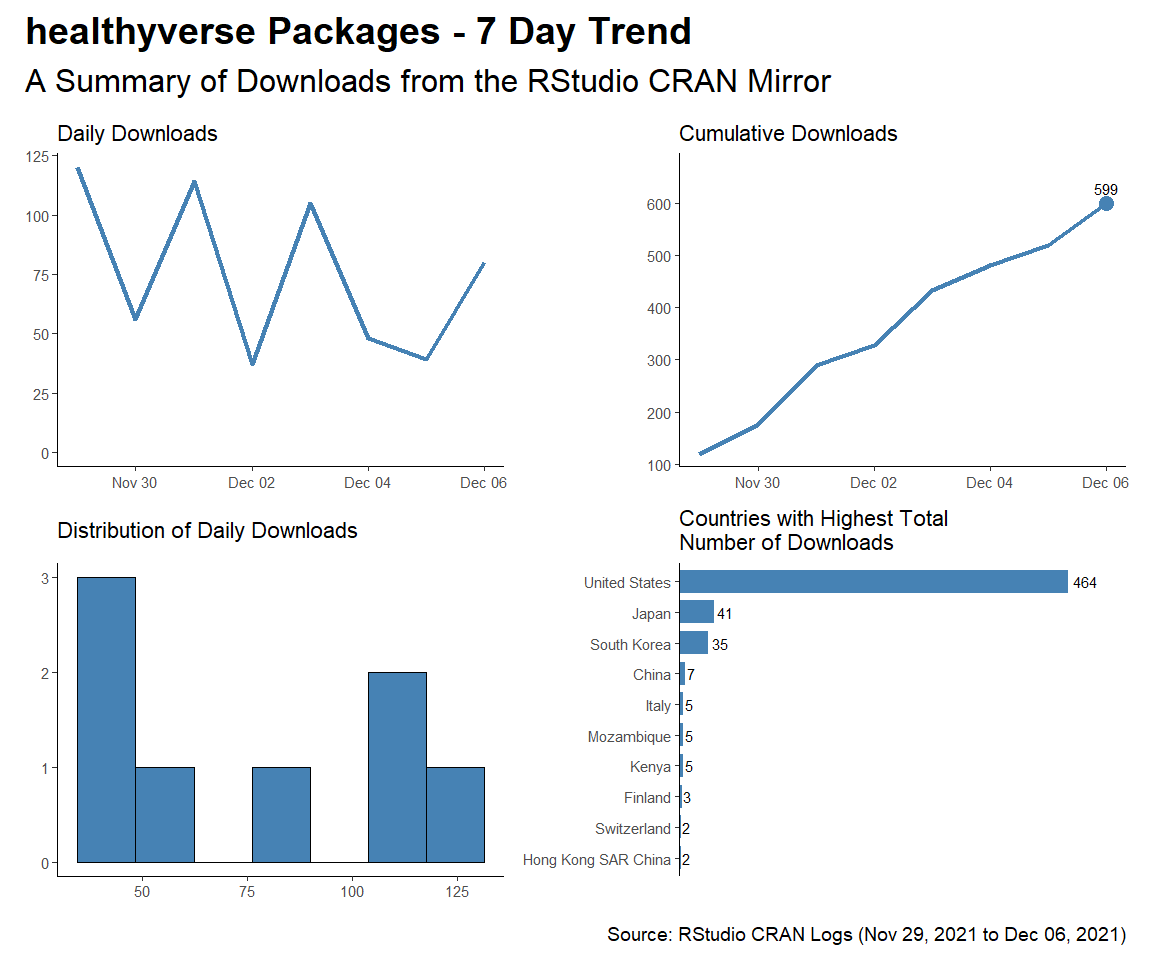 healthyverse Packages - 7 Day Trend
A Summary of Downloads from the RStudio CRAN Mirror
Daily Downloads
125
100
75
50
25
0
Nov 30 Dec 02 Dec 04 Dec 06
Cumulative Downloads
599
600
500
400
300
200
100
Nov 30 Dec 02 Dec 04 Dec 06
Distribution of Daily Downloads
3
2
1
0
50 75 100 125
Countries with Highest Total
Number of Downloads
United States 464
Japan 41
South Korea 35
China 7
Italy 5
Mozambique 5
Kenya 5
Finland 3
Switzerland 2
Hong Kong SAR China 2
Source: RStudio CRAN Logs (Nov 29, 2021 to Dec 06, 2021)